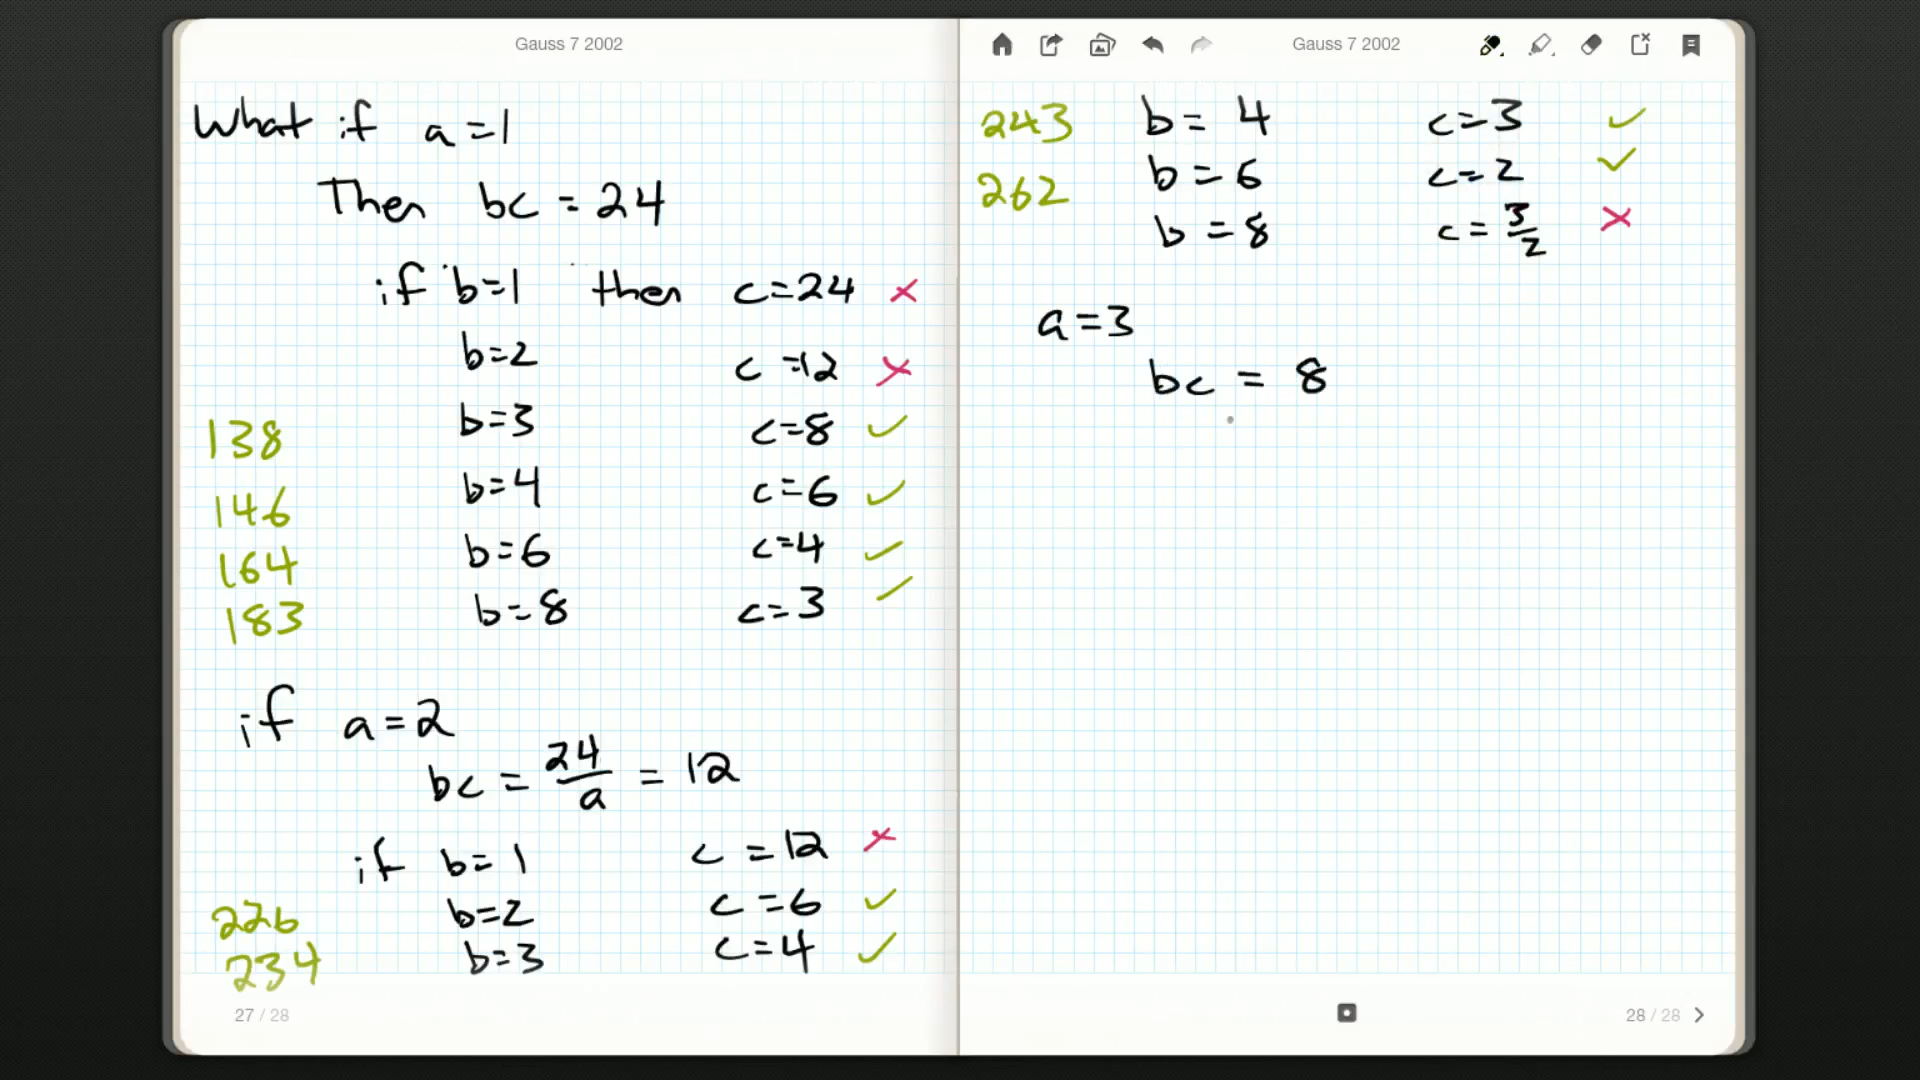 Gauss 7 2002
What if a=1
Then bc = 24
if b=1 then c=24 ×
b=2 c=12 ×
138 b=3 c=8 ✓
146 b=4 c=6 ✓
164 b=6 c=4 ✓
183 b=8 c=3 ✓
if a=2
bc = 24/a = 12
if b=1 c=12 ×
226 b=2 c=6 ✓
234 b=3 c=4 ✓
27 / 28
Gauss 7 2002
243 b=4 c=3 ✓
262 b=6 c=2 ✓
b=8 c=3/2 ×
a=3
bc = 8
28 / 28